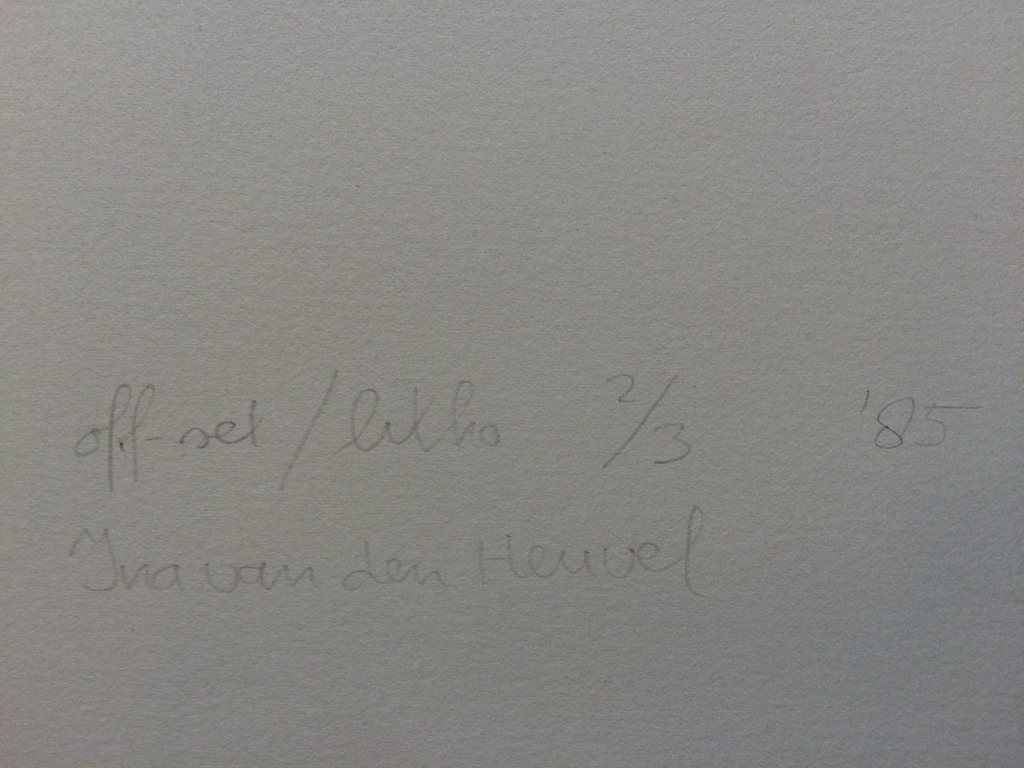 off-set / litho 2/3 '85
Ina van den Heuvel